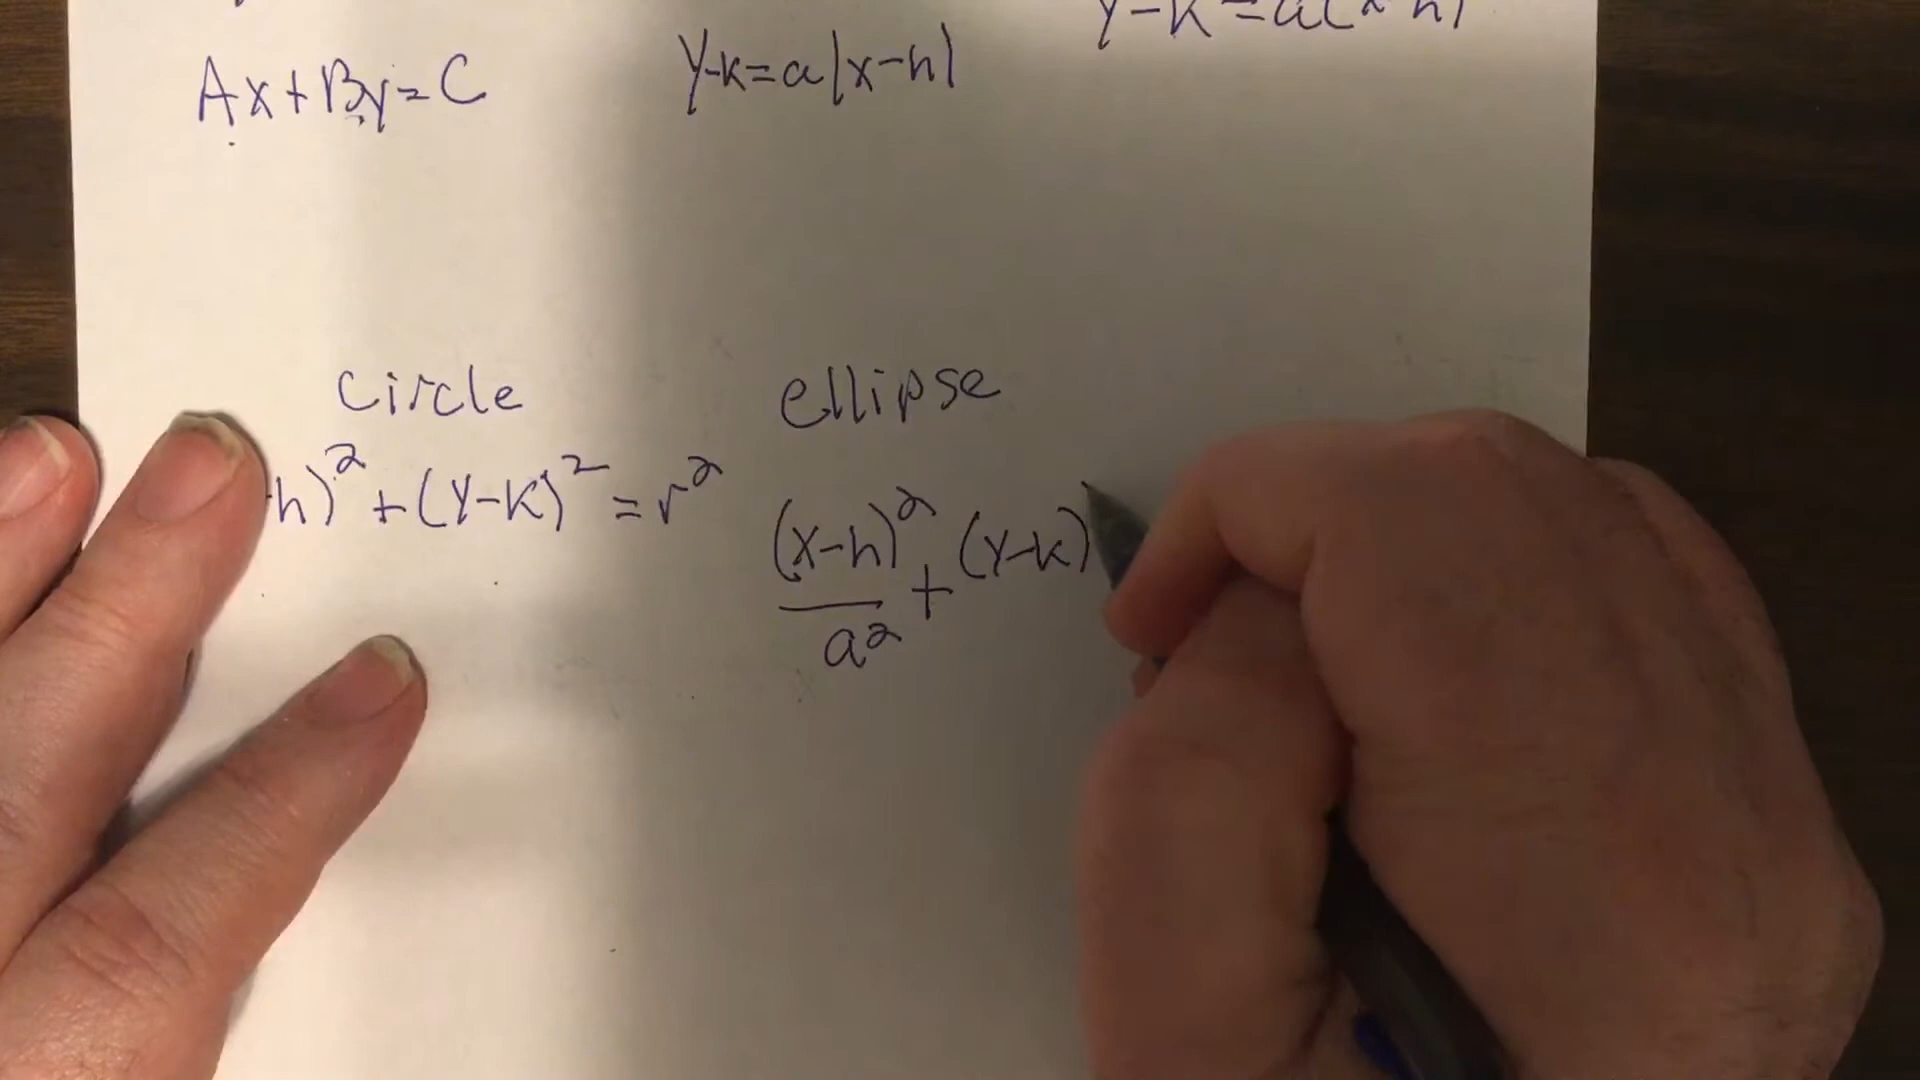 Y-K=a(x-h)
Ax+By=C
Y-K=a|x-h|
circle
ellipse
h)²+(Y-K)²=r²
(x-h)²/a² + (Y-K)